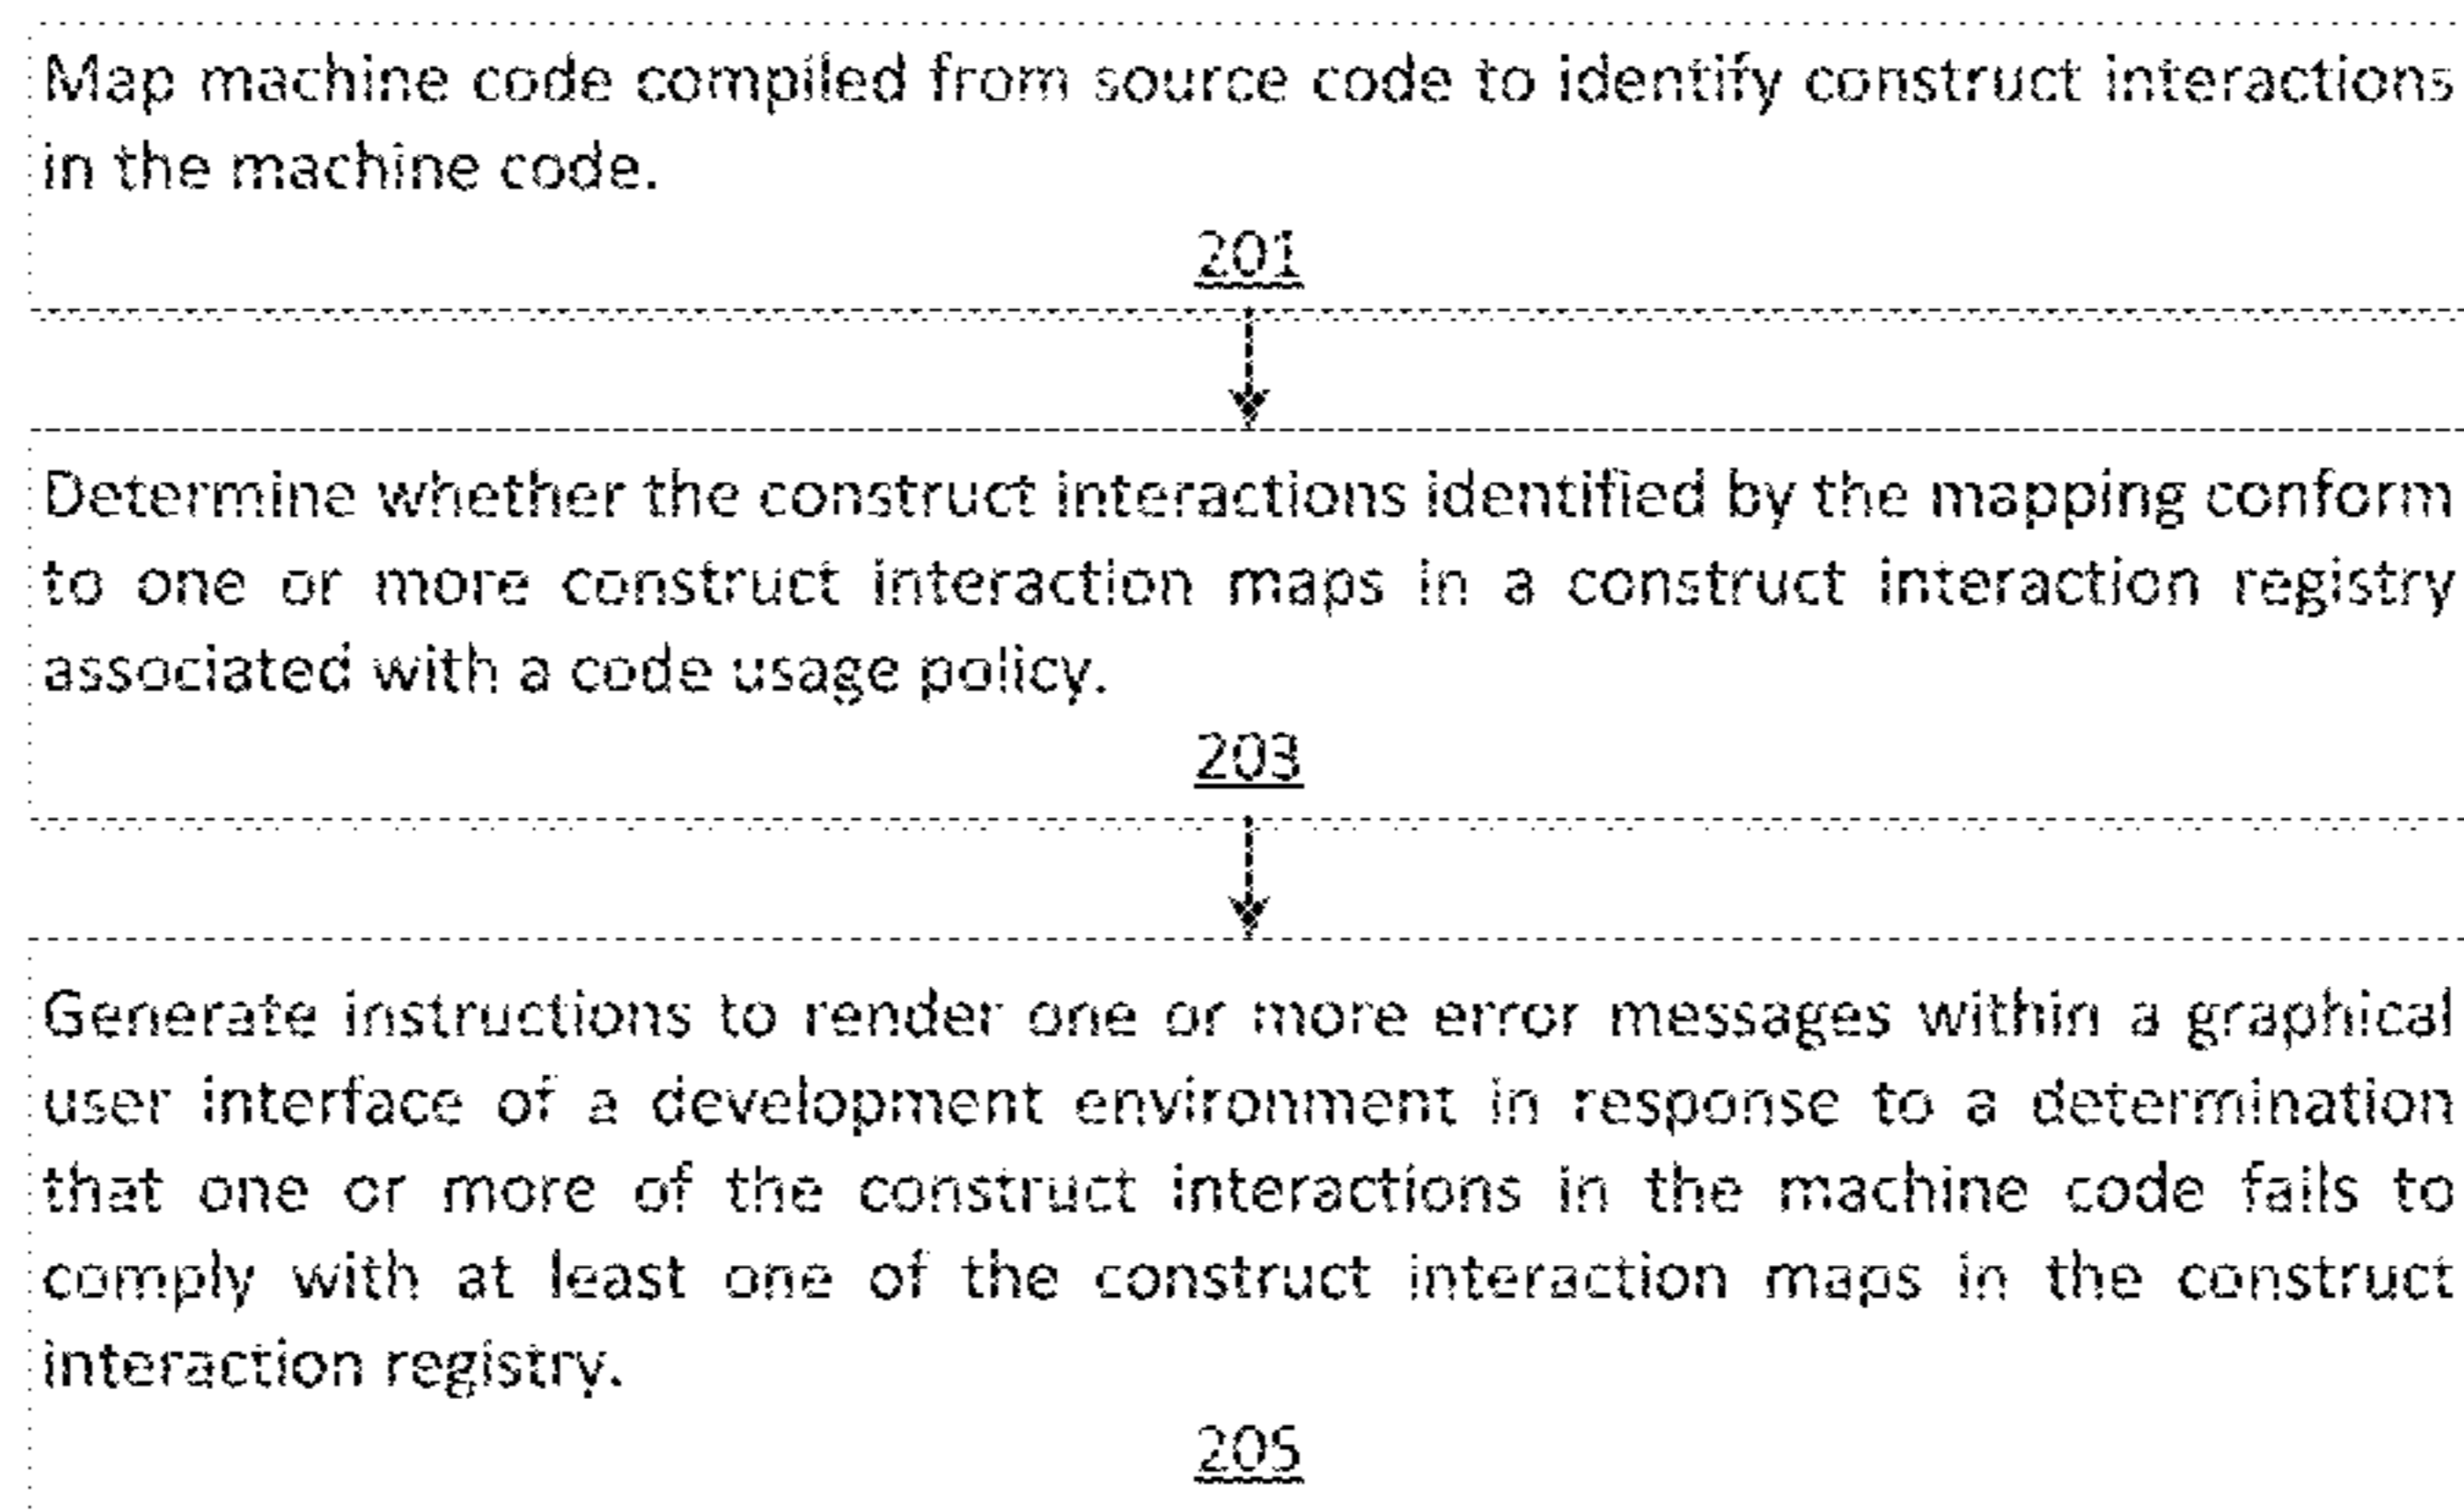 Map machine code compiled from source code to identify construct interactions
in the machine code.
201
Determine whether the construct interactions identified by the mapping conform
to one or more construct interaction maps in a construct interaction registry
associated with a code usage policy.
203
Generate instructions to render one or more error messages within a graphical
user interface of a development environment in response to a determination
that one or more of the construct interactions in the machine code fails to
comply with at least one of the construct interaction maps in the construct
interaction registry.
205